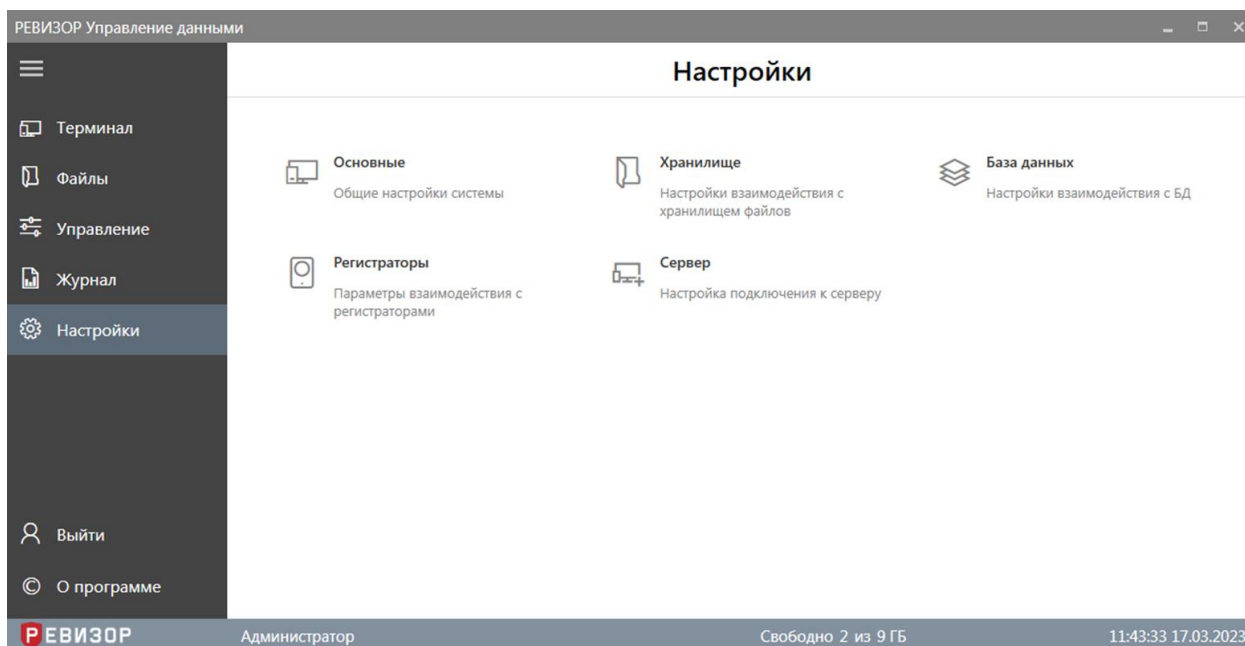 РЕВИЗОР Управление данными
Настройки
Терминал
Файлы
Управление
Журнал
Настройки
Выйти
© О программе
Основные
Общие настройки системы
Хранилище
Настройки взаимодействия с
хранилищем файлов
База данных
Настройки взаимодействия с БД
Регистраторы
Параметры взаимодействия с
регистраторами
Сервер
Настройка подключения к серверу
РЕВИЗОР
Администратор
Свободно 2 из 9 ГБ
11:43:33 17.03.2023